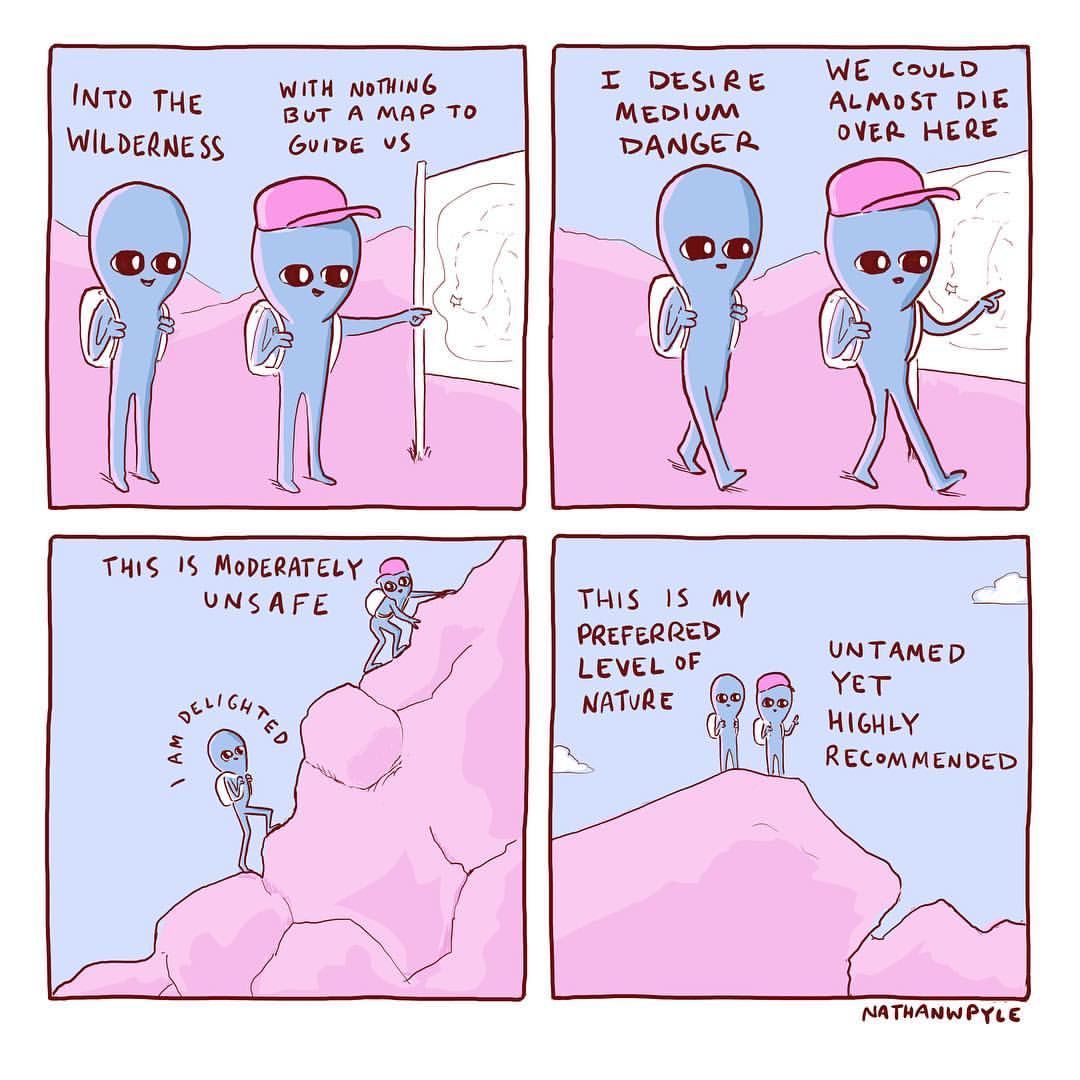 INTO THE
WILDERNESS
WITH NOTHING
BUT A MAP TO
GUIDE US
I DESIRE
MEDIUM
DANGER
WE COULD
ALMOST DIE
OVER HERE
THIS IS MODERATELY
UNSAFE
I AM DELIGHTED
THIS IS MY
PREFERRED
LEVEL OF
NATURE
UNTAMED
YET
HIGHLY
RECOMMENDED
NATHANWPYLE